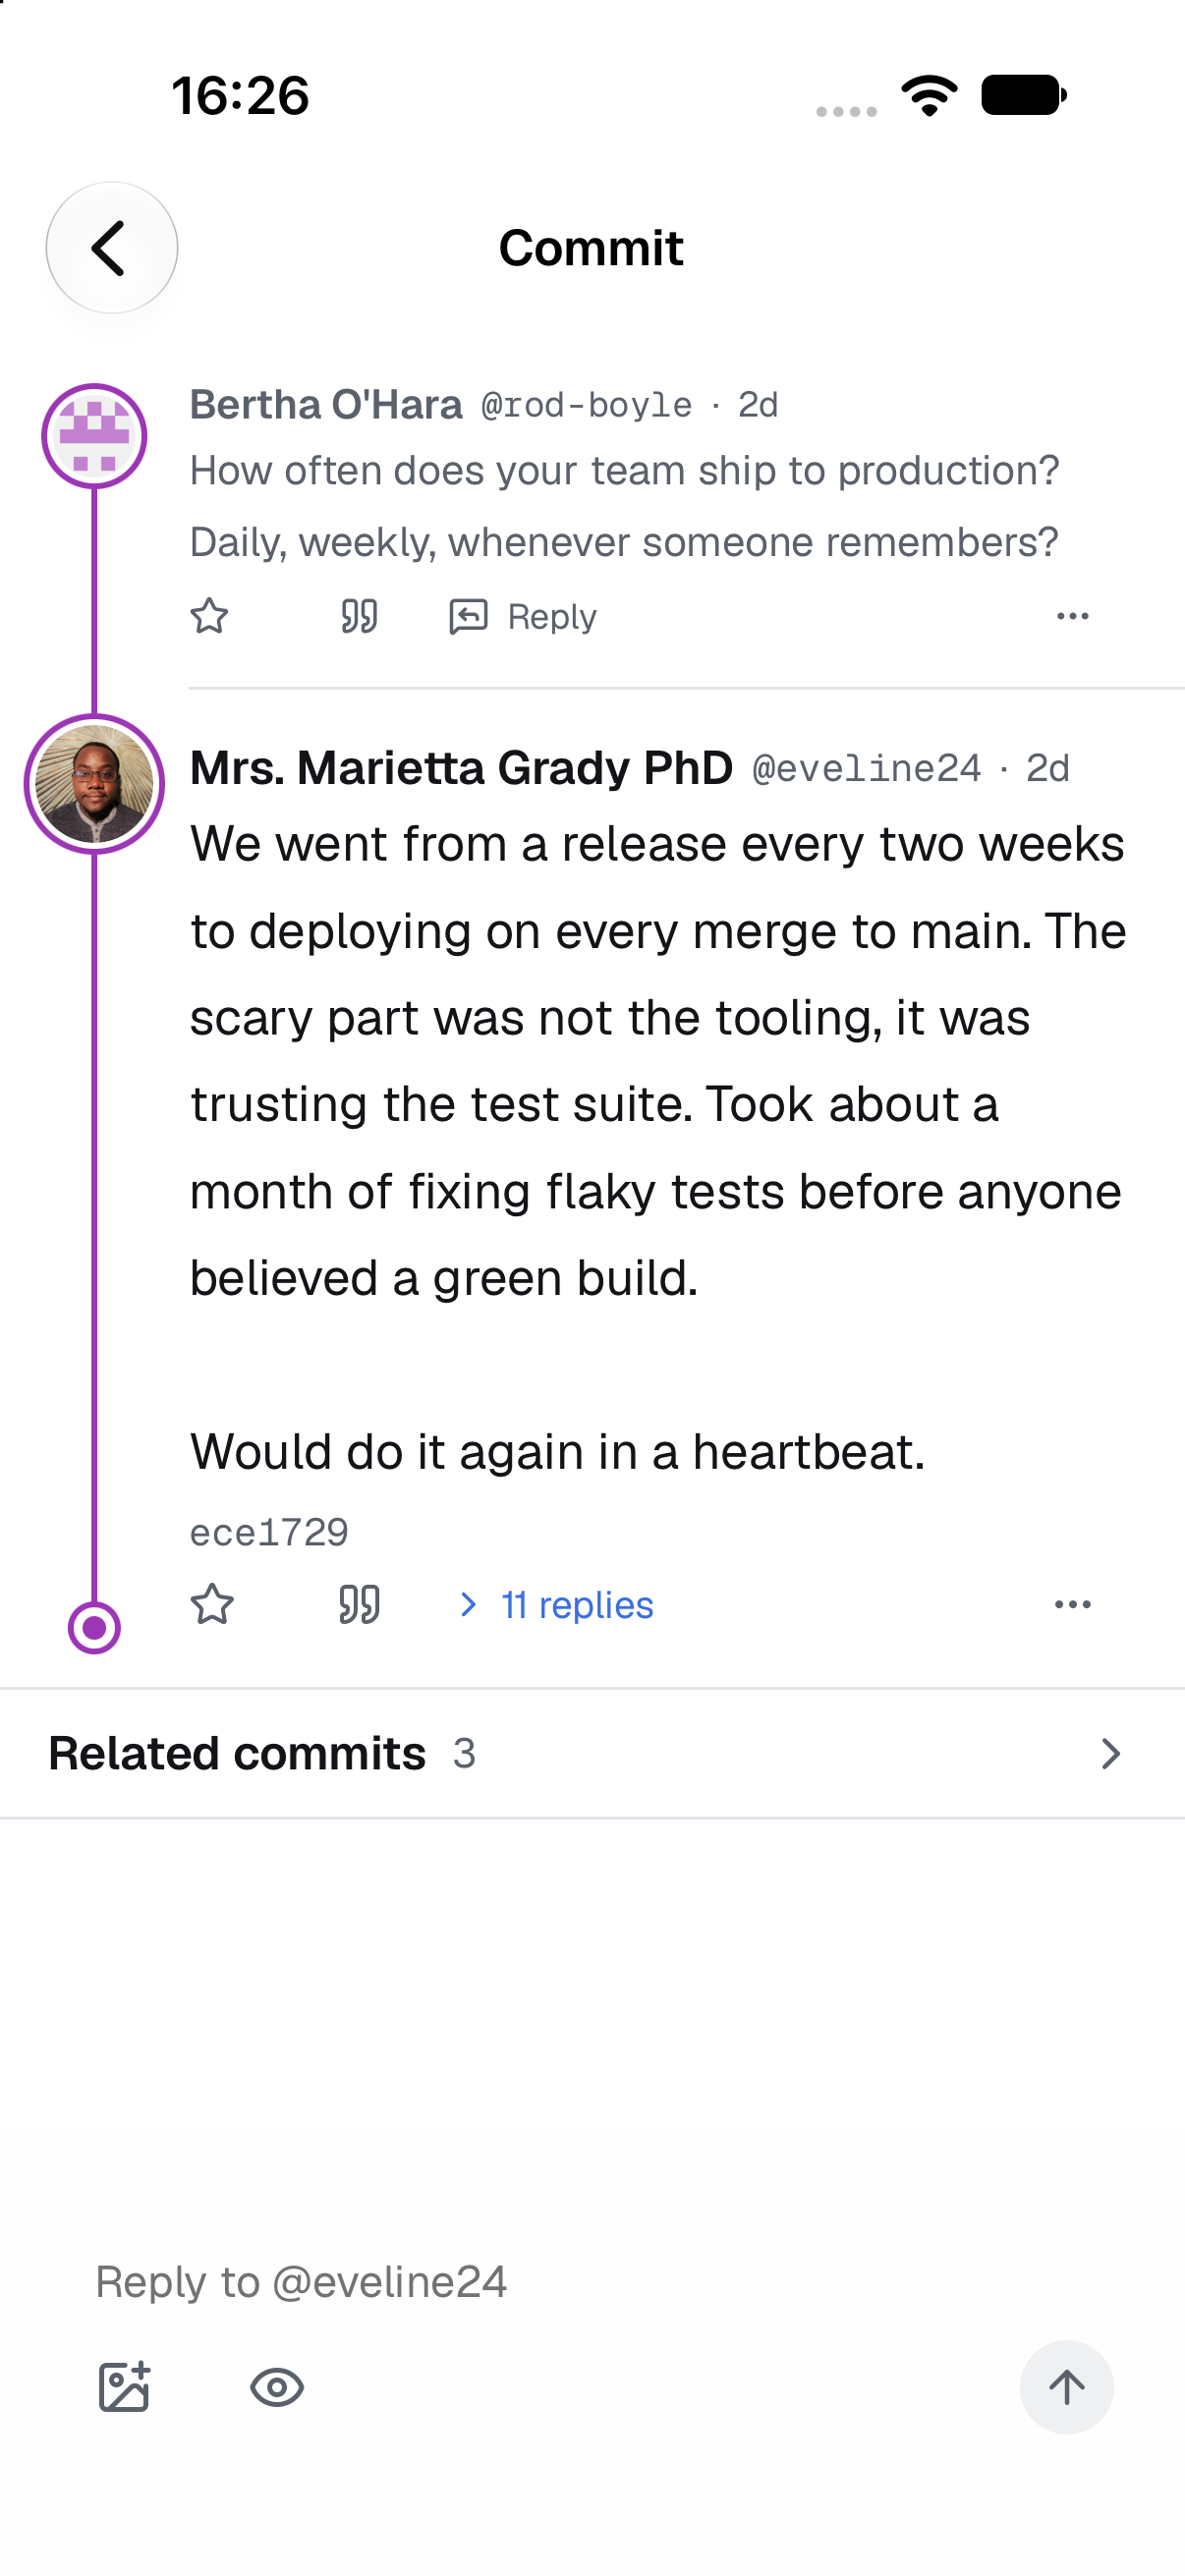 16:26
Commit
Bertha O'Hara @rod-boyle · 2d
How often does your team ship to production?
Daily, weekly, whenever someone remembers?
Reply
Mrs. Marietta Grady PhD @eveline24 · 2d
We went from a release every two weeks
to deploying on every merge to main. The
scary part was not the tooling, it was
trusting the test suite. Took about a
month of fixing flaky tests before anyone
believed a green build.
Would do it again in a heartbeat.
ece1729
11 replies
Related commits 3
Reply to @eveline24